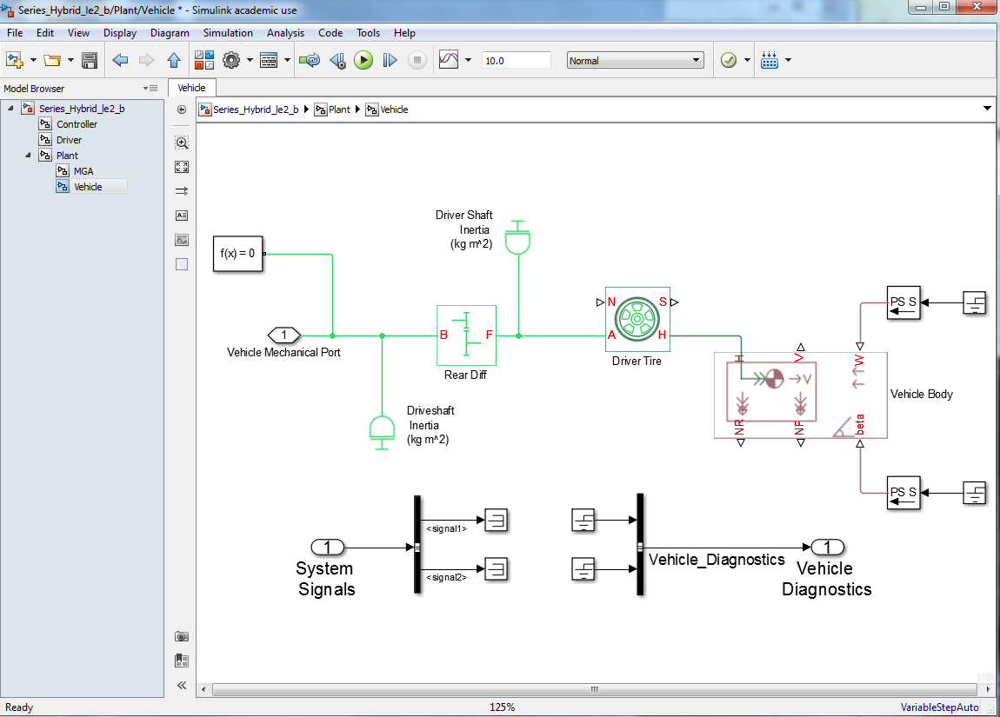 Series_Hybrid_le2_b/Plant/Vehicle * - Simulink academic use
File Edit View Display Diagram Simulation Analysis Code Tools Help
10.0
Normal
Model Browser
Vehicle
Series_Hybrid_le2_b
Controller
Driver
Plant
MGA
Vehicle
Series_Hybrid_le2_b Plant Vehicle
Driver Shaft
Inertia
(kg m^2)
f(x) = 0
1
Vehicle Mechanical Port
B F
Rear Diff
N S
A H
Driver Tire
PS S
H V W
V
NR NF beta
Vehicle Body
Driveshaft
Inertia
(kg m^2)
PS S
<signal1>
<signal2>
1
System
Signals
Vehicle_Diagnostics
1
Vehicle
Diagnostics
Ready
125%
VariableStepAuto